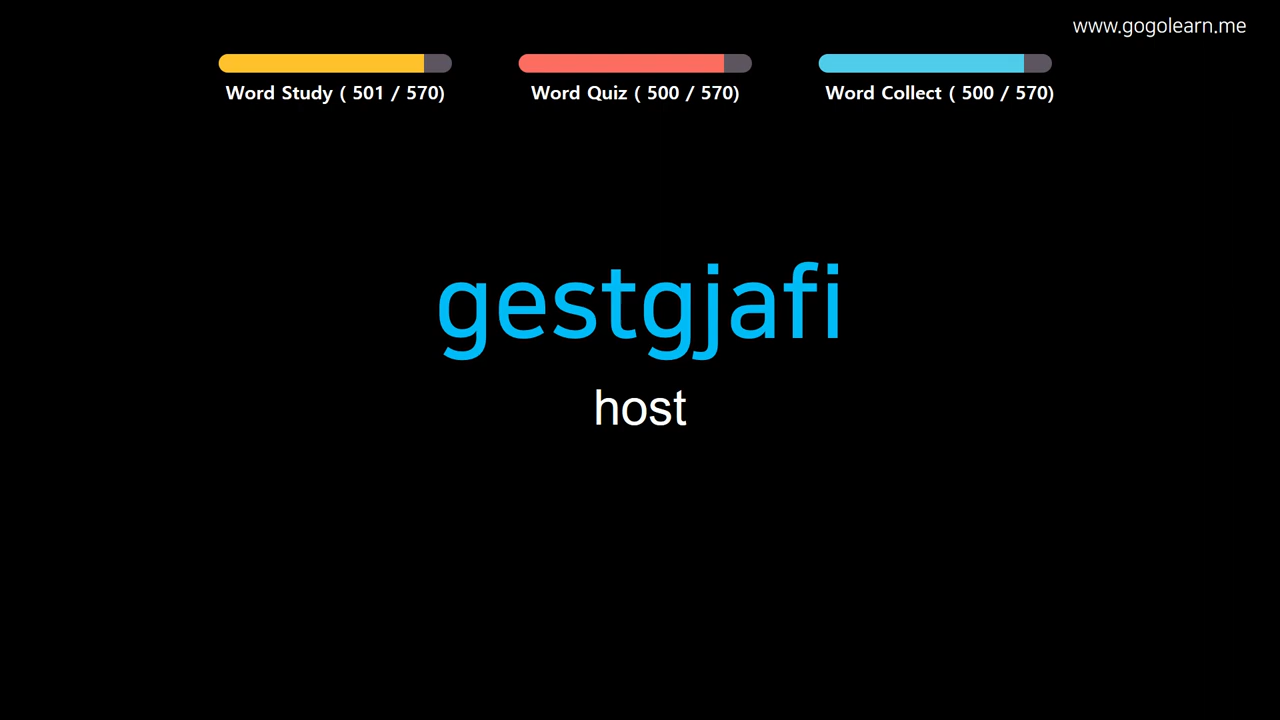 www.gogolearn.me
Word Study ( 501 / 570)
Word Quiz ( 500 / 570)
Word Collect ( 500 / 570)
gestgjafi
host